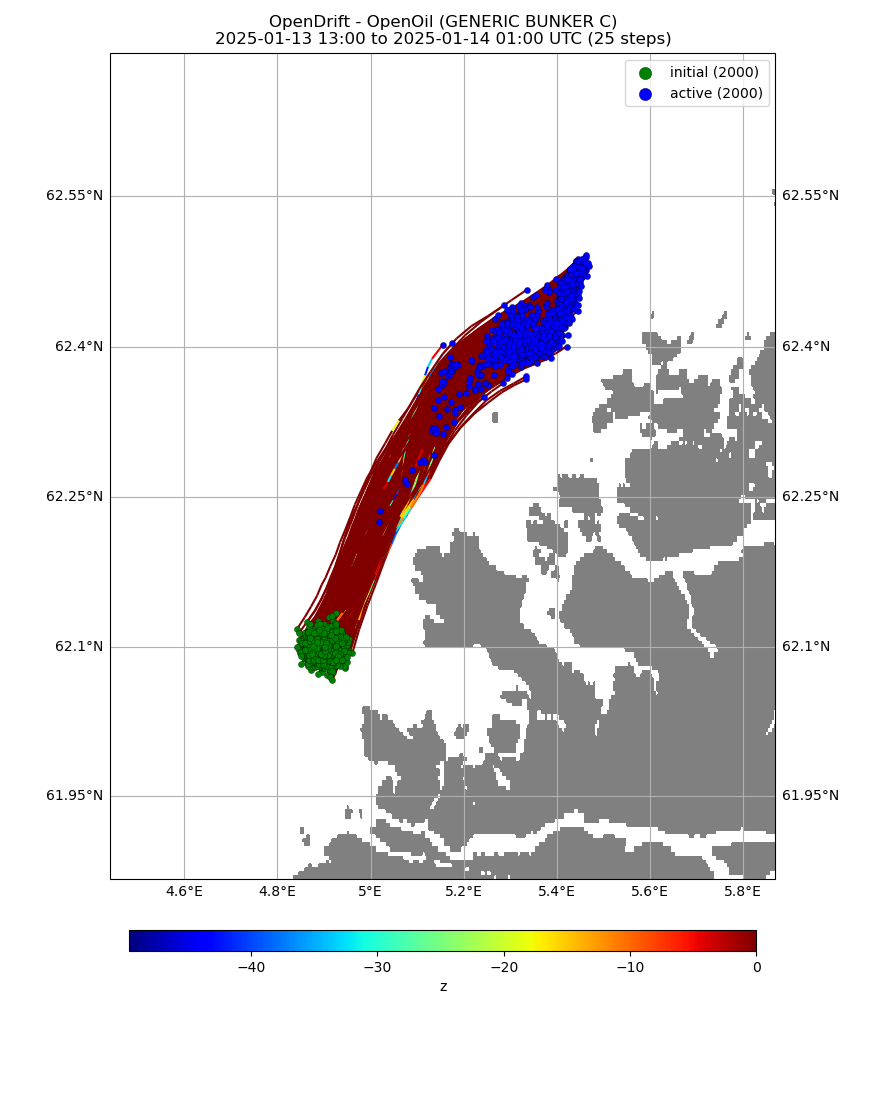 OpenDrift - OpenOil (GENERIC BUNKER C)
2025-01-13 13:00 to 2025-01-14 01:00 UTC (25 steps)
initial (2000)
active (2000)
62.55°N 62.55°N
62.4°N 62.4°N
62.25°N 62.25°N
62.1°N 62.1°N
61.95°N 61.95°N
4.6°E 4.8°E 5°E 5.2°E 5.4°E 5.6°E 5.8°E
−40 −30 −20 −10 0
z